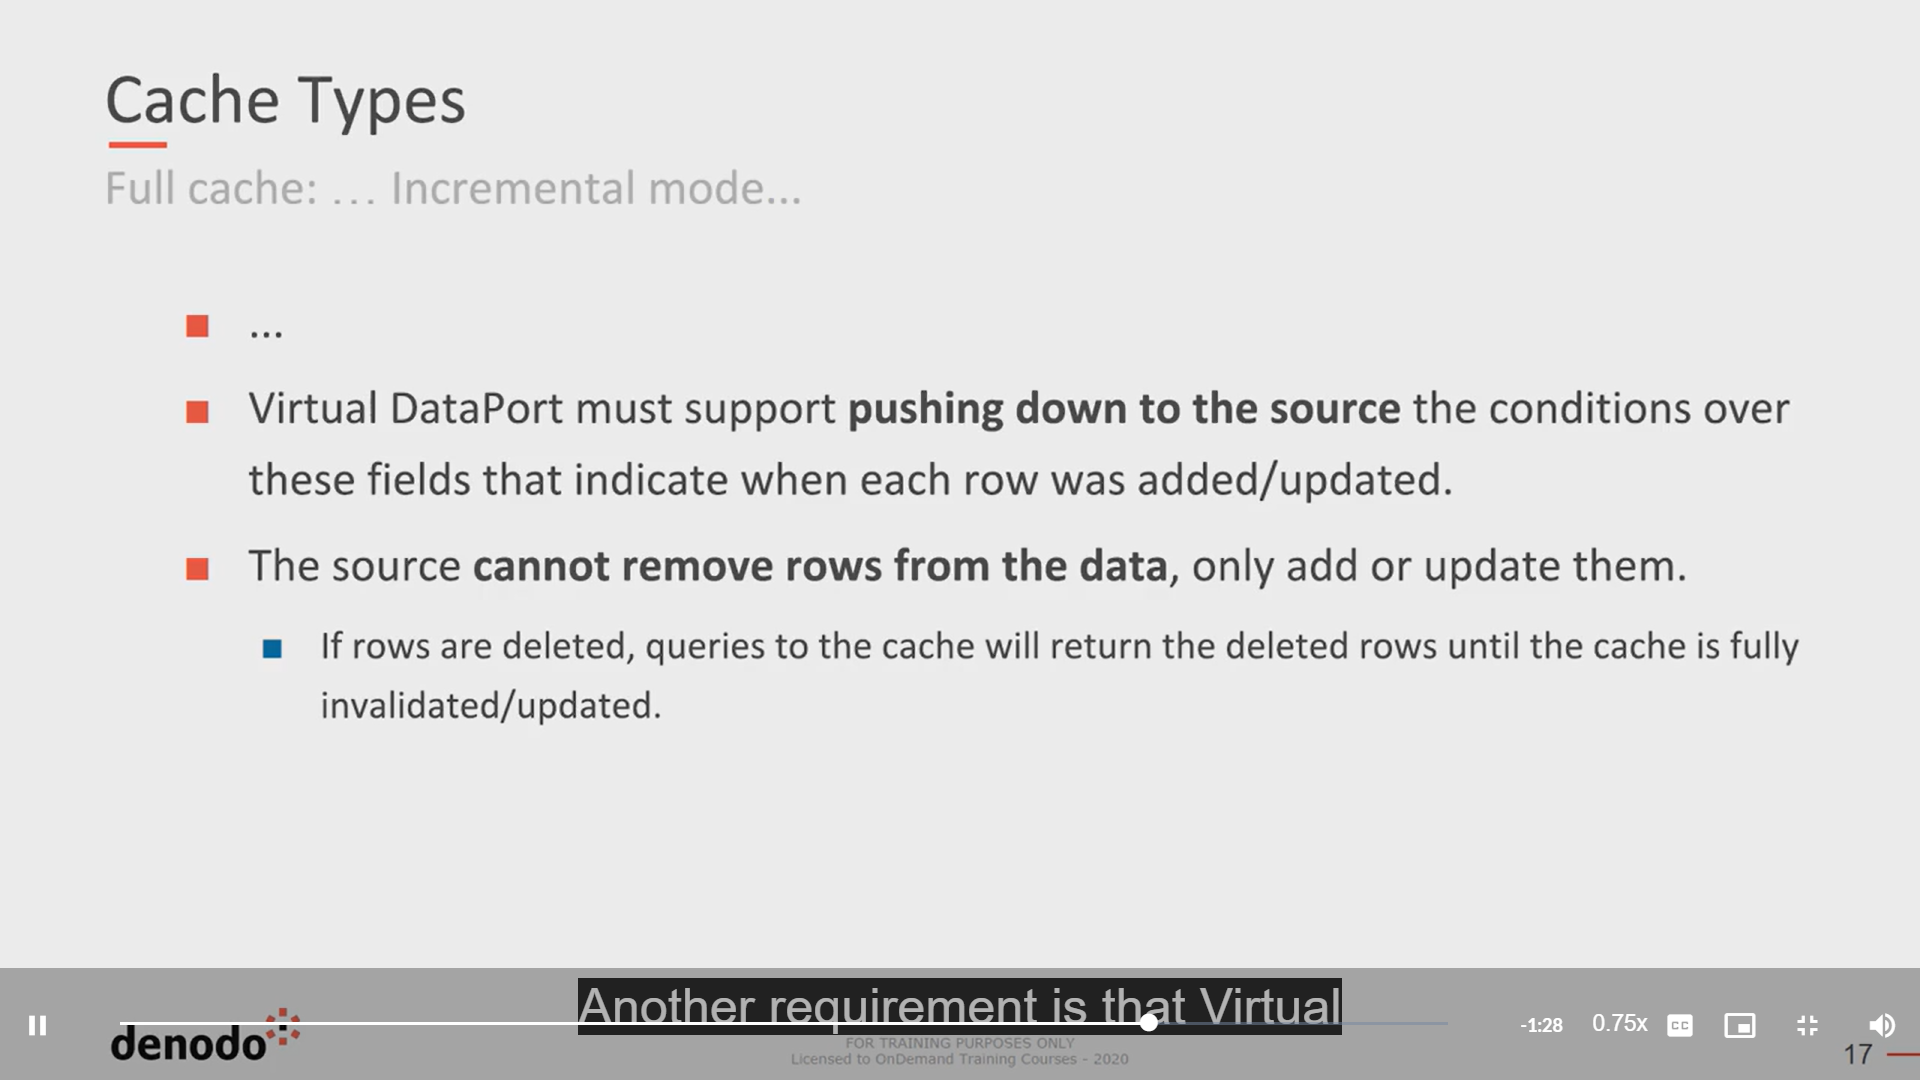 Cache Types
Full cache: ... Incremental mode...
...
Virtual DataPort must support pushing down to the source the conditions over
these fields that indicate when each row was added/updated.
The source cannot remove rows from the data, only add or update them.
If rows are deleted, queries to the cache will return the deleted rows until the cache is fully
invalidated/updated.
Another requirement is that Virtual
-1:28
0.75x
CC
denodo
FOR TRAINING PURPOSES ONLY
Licensed to OnDemand Training Courses - 2020
17